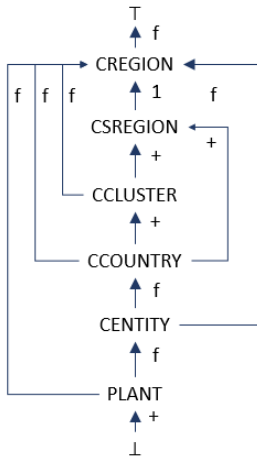 ⊤
f
CREGION
f f f 1 f
CSREGION
+ +
CCLUSTER
+
CCOUNTRY
f
CENTITY
f
PLANT
+
⊥